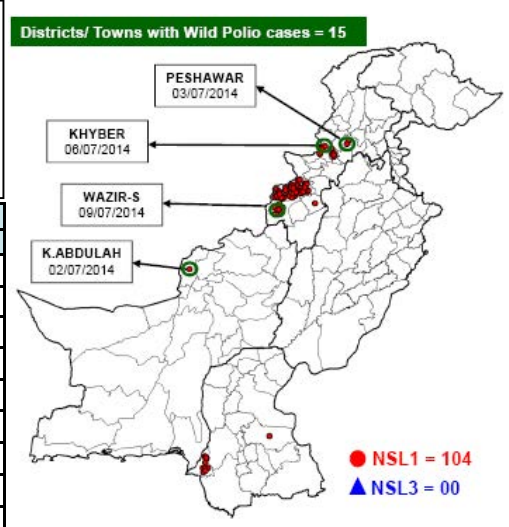 Districts/ Towns with Wild Polio cases = 15
PESHAWAR
03/07/2014
KHYBER
06/07/2014
WAZIR-S
09/07/2014
K.ABDULAH
02/07/2014
NSL1 = 104
NSL3 = 00